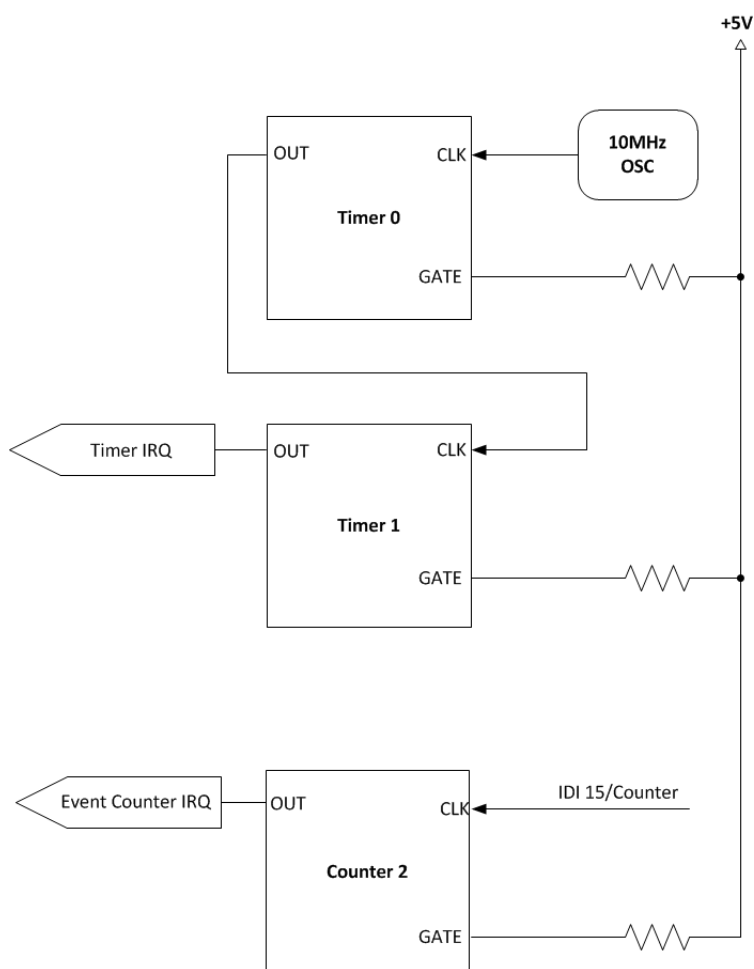 +5V
OUT
CLK
10MHz
OSC
Timer 0
GATE
Timer IRQ
OUT
CLK
Timer 1
GATE
Event Counter IRQ
OUT
CLK
IDI 15/Counter
Counter 2
GATE